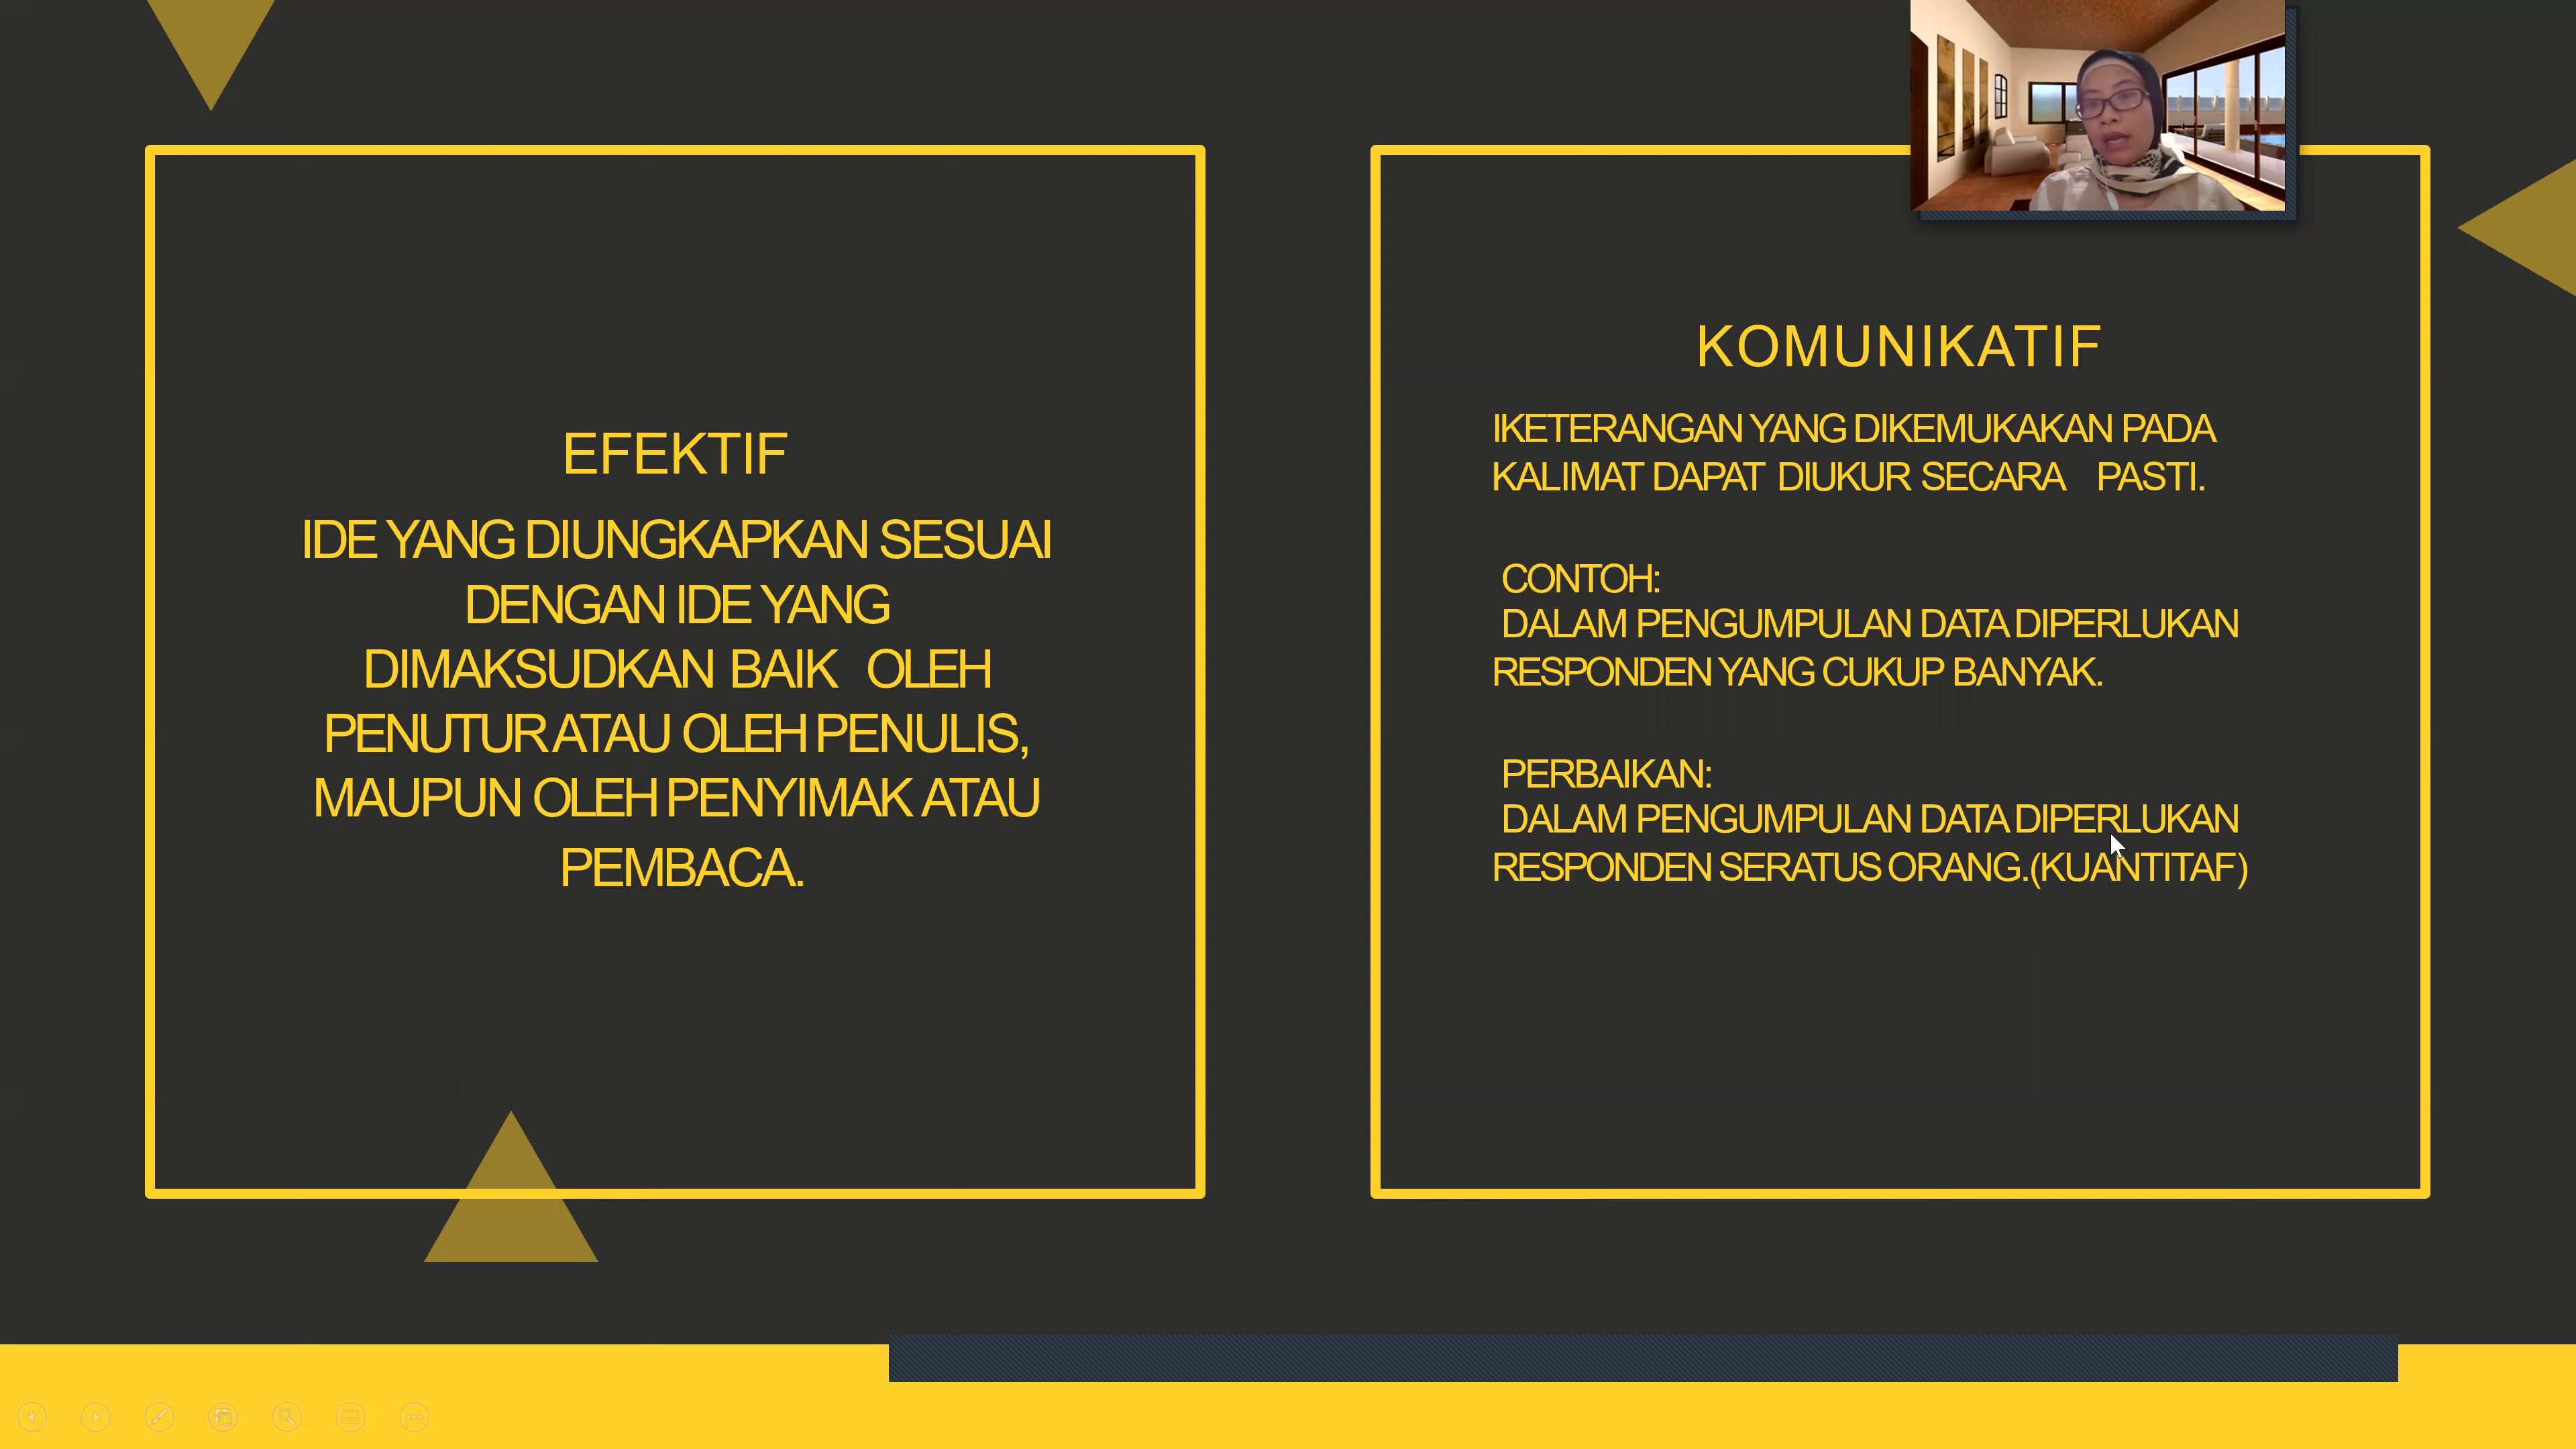 EFEKTIF
IDE YANG DIUNGKAPKAN SESUAI
DENGAN IDE YANG
DIMAKSUDKAN BAIK OLEH
PENUTUR ATAU OLEH PENULIS,
MAUPUN OLEH PENYIMAK ATAU
PEMBACA.
KOMUNIKATIF
IKETERANGAN YANG DIKEMUKAKAN PADA
KALIMAT DAPAT DIUKUR SECARA PASTI.
CONTOH:
DALAM PENGUMPULAN DATA DIPERLUKAN
RESPONDEN YANG CUKUP BANYAK.
PERBAIKAN:
DALAM PENGUMPULAN DATA DIPERLUKAN
RESPONDEN SERATUS ORANG.(KUANTITAF)